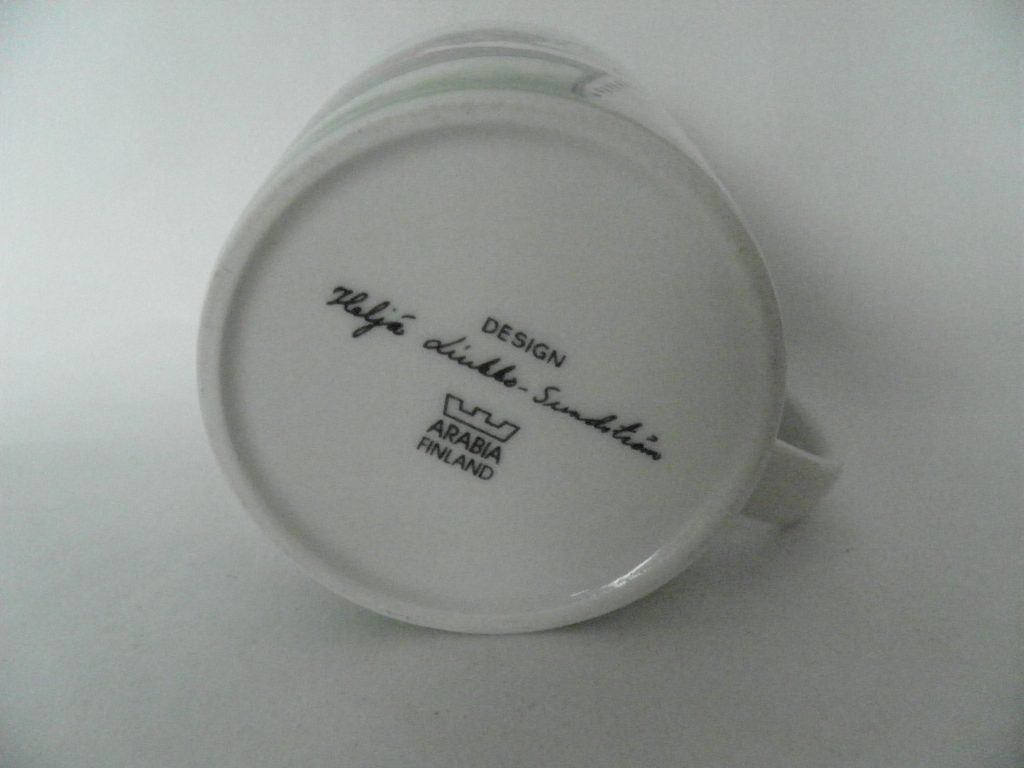 DESIGN
Heljä Liukko-Sundström
ARABIA
FINLAND